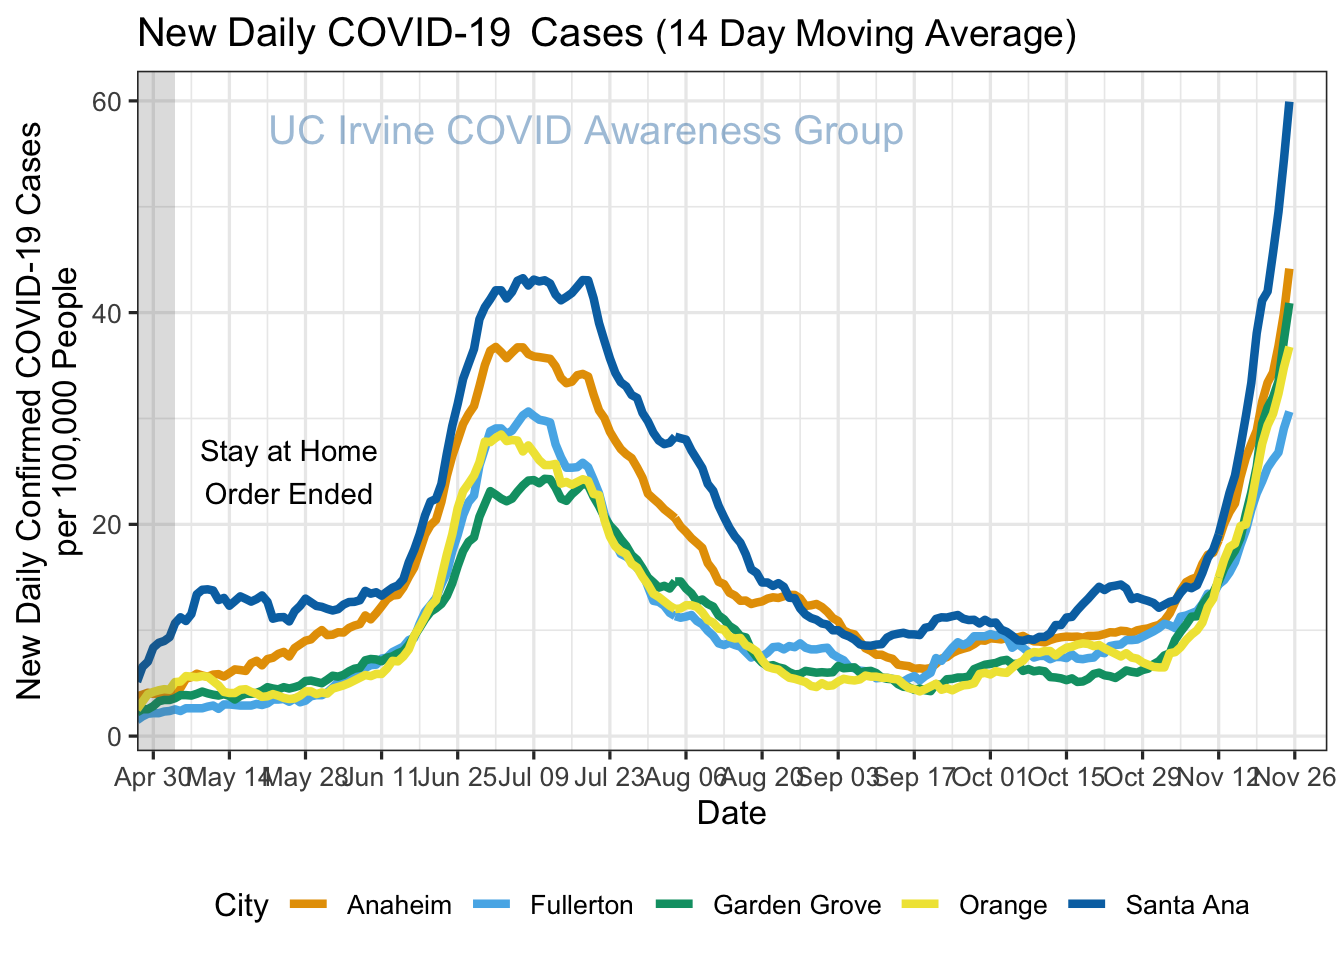 New Daily COVID-19  Cases (14 Day Moving Average)
New Daily Confirmed COVID-19 Cases
per 100,000 People
60
40
20
0
UC Irvine COVID Awareness Group
Stay at Home
Order Ended
Apr 30 May 14 May 28 Jun 11 Jun 25 Jul 09 Jul 23 Aug 06 Aug 20 Sep 03 Sep 17 Oct 01 Oct 15 Oct 29 Nov 12 Nov 26
Date
City Anaheim Fullerton Garden Grove Orange Santa Ana